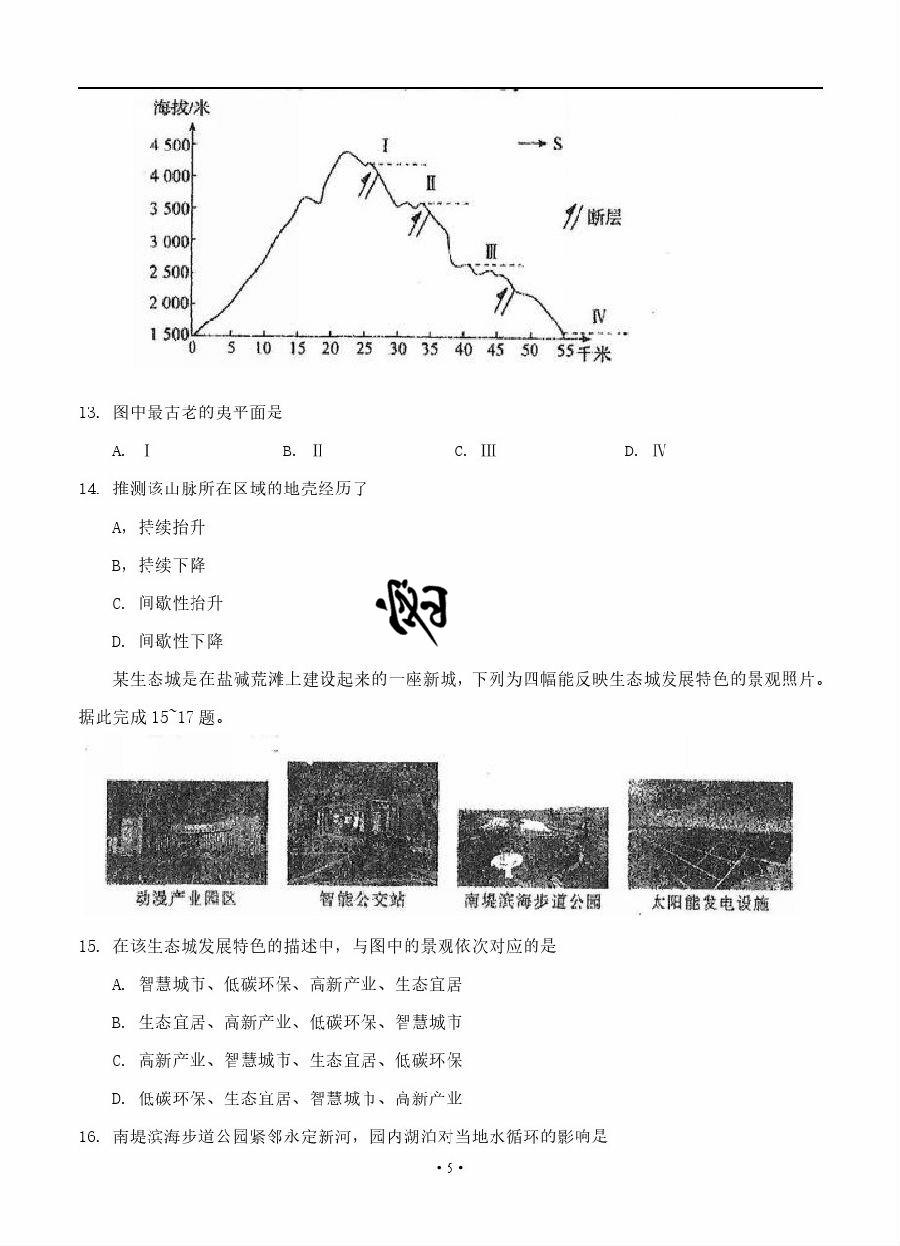 海拔/米
4 500
4 000
3 500
3 000
2 500
2 000
1 500
Ⅰ
Ⅱ
Ⅲ
Ⅳ
→ S
断层
0 5 10 15 20 25 30 35 40 45 50 55 千米
13. 图中最古老的夷平面是
A. Ⅰ B. Ⅱ C. Ⅲ D. Ⅳ
14. 推测该山脉所在区域的地壳经历了
A，持续抬升
B，持续下降
C. 间歇性抬升
D. 间歇性下降
某生态城是在盐碱荒滩上建设起来的一座新城，下列为四幅能反映生态城发展特色的景观照片。
据此完成 15~17 题。
动漫产业园区 智能公交站 南堤滨海步道公园 太阳能发电设施
15. 在该生态城发展特色的描述中，与图中的景观依次对应的是
A. 智慧城市、低碳环保、高新产业、生态宜居
B. 生态宜居、高新产业、低碳环保、智慧城市
C. 高新产业、智慧城市、生态宜居、低碳环保
D. 低碳环保、生态宜居、智慧城市、高新产业
16. 南堤滨海步道公园紧邻永定新河，园内湖泊对当地水循环的影响是
·5·